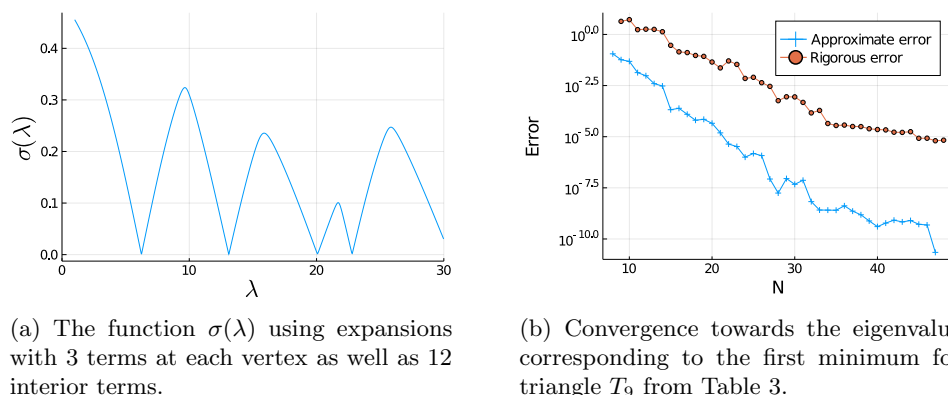 0.4
0.3
0.2
0.1
0.0
σ(λ)
0 10 20 30
λ
10^0.0
10^-2.5
10^-5.0
10^-7.5
10^-10.0
Error
Approximate error
Rigorous error
10 20 30 40
N
(a) The function σ(λ) using expansions
with 3 terms at each vertex as well as 12
interior terms.
(b) Convergence towards the
corresponding to the first minimum
triangle T₉ from Table 3.